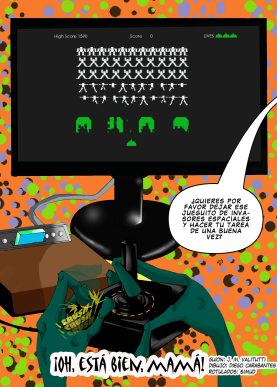 High Score 1590 Score 0 LIVES
¿QUIERES POR
FAVOR DEJAR ESE
JUEGUITO DE INVA-
SORES ESPACIALES
Y HACER TU TAREA
DE UNA BUENA
VEZ?
¡OH, ESTÁ BIEN, MAMÁ!
GUIÓN: J. M. VALITUTTI
DIBUJO: DIEGO CARABANTES
ROTULADOS: SIMUD